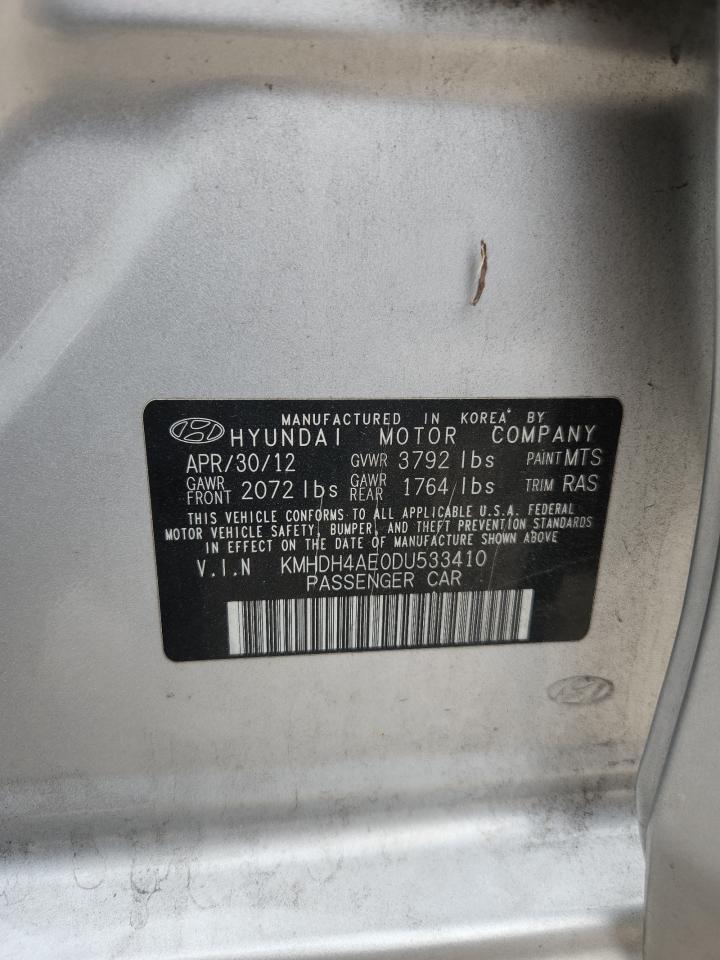 MANUFACTURED IN KOREA BY
HYUNDAI MOTOR COMPANY
APR/30/12 GVWR 3792 lbs PAINT MTS
GAWR FRONT 2072 lbs GAWR REAR 1764 lbs TRIM RAS
THIS VEHICLE CONFORMS TO ALL APPLICABLE U.S.A. FEDERAL
MOTOR VEHICLE SAFETY, BUMPER, AND THEFT PREVENTION STANDARDS
IN EFFECT ON THE DATE OF MANUFACTURE SHOWN ABOVE
V.I.N KMHDH4AE0DU533410
PASSENGER CAR